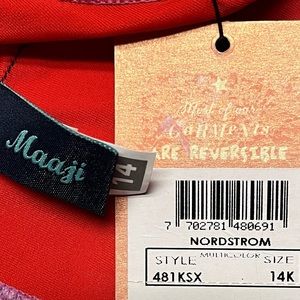 Maaji
14
Most of our
GARMENTS
ARE REVERSIBLE
7 702781 480691
NORDSTROM
MULTICOLOR
STYLE SIZE
481KSX 14K